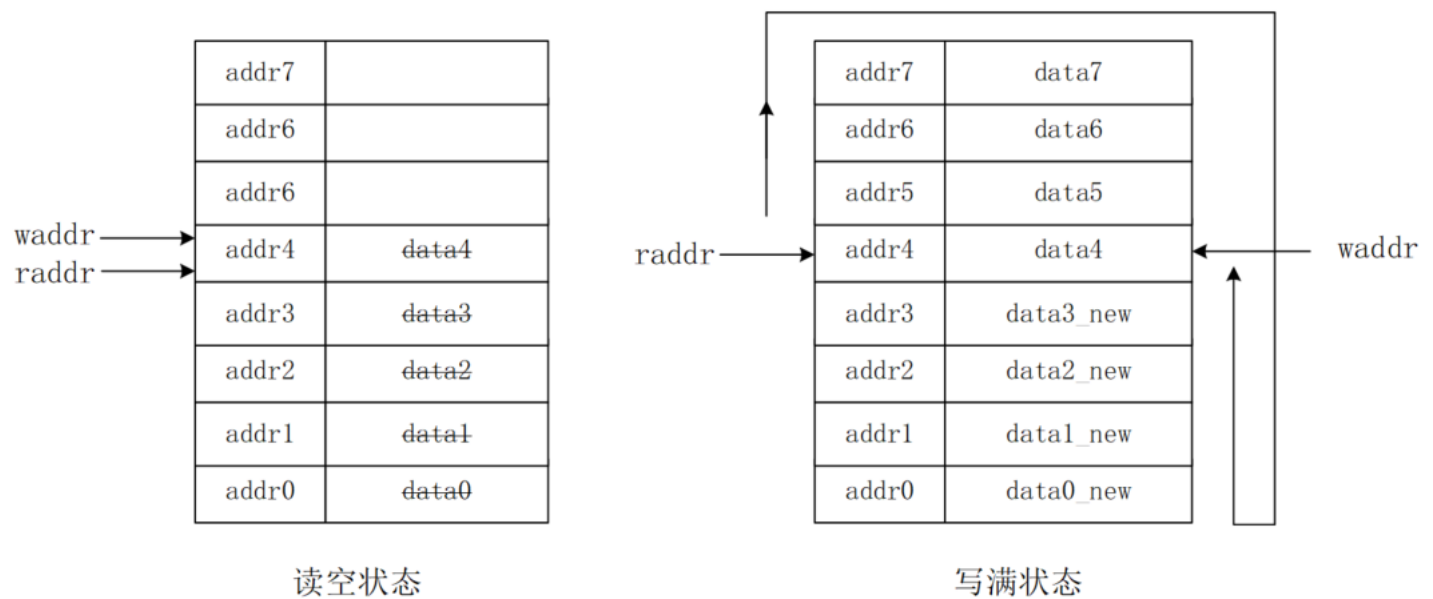 addr7
addr6
addr6
waddr addr4 data4
raddr
addr3 data3
addr2 data2
addr1 data1
addr0 data0
读空状态
addr7 data7
addr6 data6
addr5 data5
raddr addr4 data4 waddr
addr3 data3_new
addr2 data2_new
addr1 data1_new
addr0 data0_new
写满状态